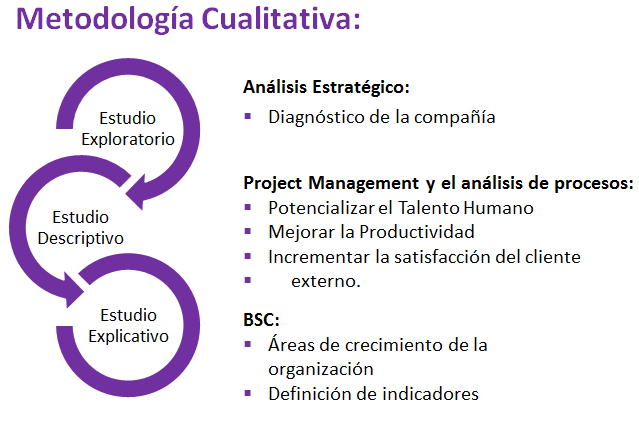 Metodología Cualitativa:
Estudio
Exploratorio
Análisis Estratégico:
▪ Diagnóstico de la compañía
Estudio
Descriptivo
Project Management y el análisis de procesos:
▪ Potencializar el Talento Humano
▪ Mejorar la Productividad
▪ Incrementar la satisfacción del cliente
▪ externo.
Estudio
Explicativo
BSC:
▪ Áreas de crecimiento de la
organización
▪ Definición de indicadores